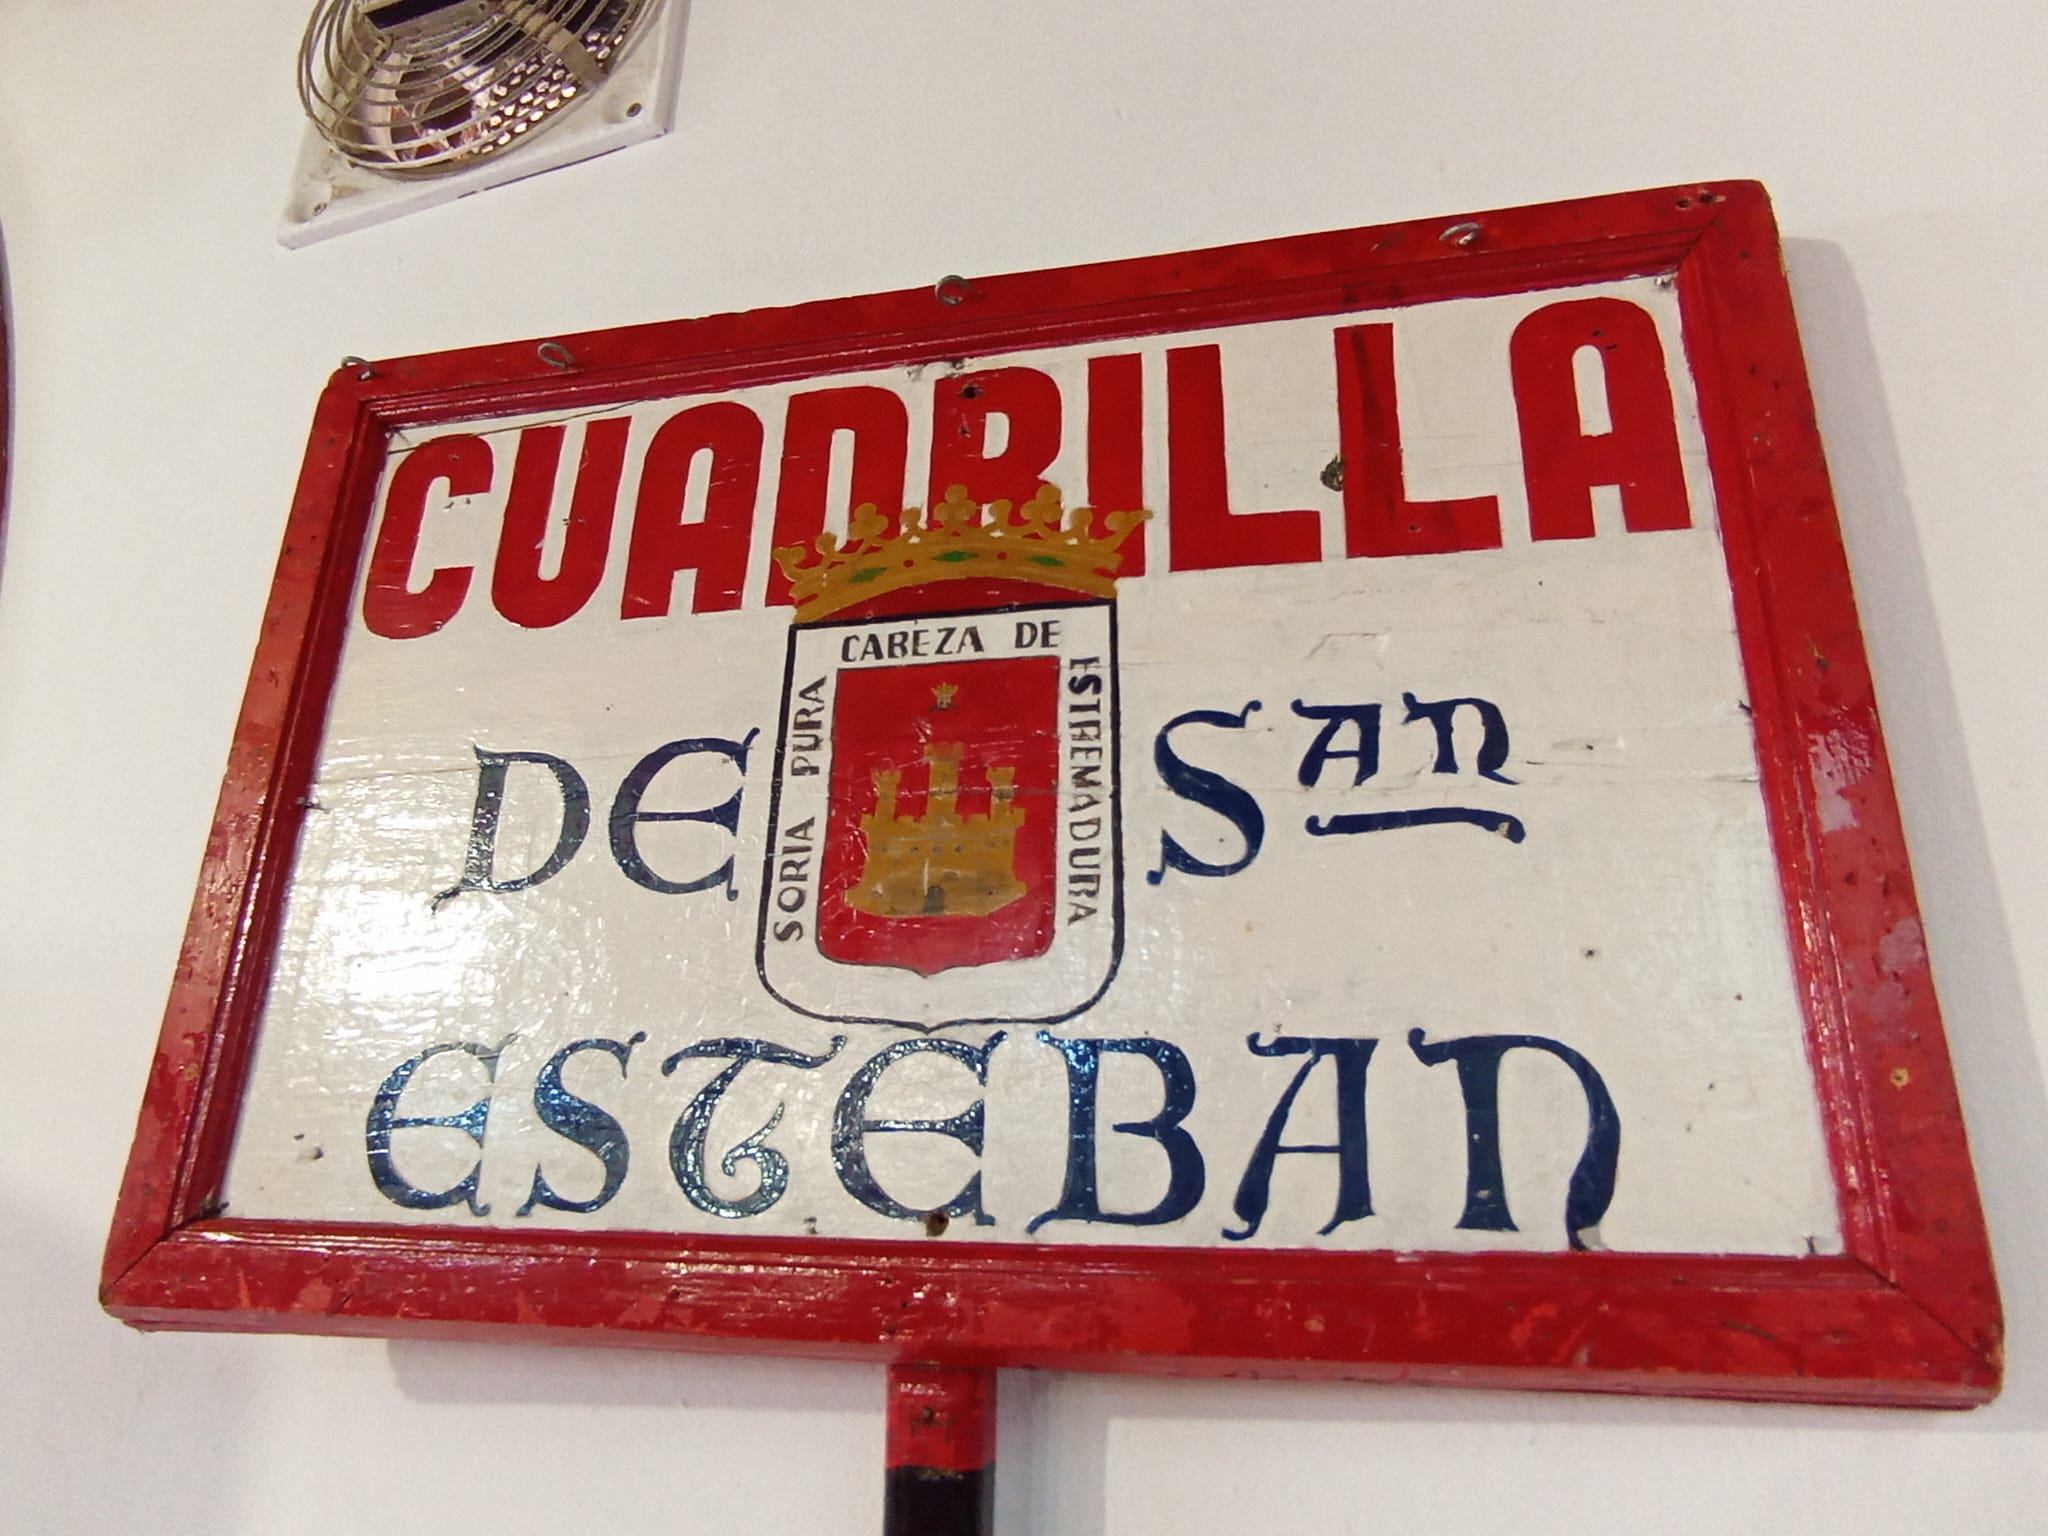 CUADRILLA
DE San
ESTEBAN
SORIA PURA
CABEZA DE
ESTREMADURA